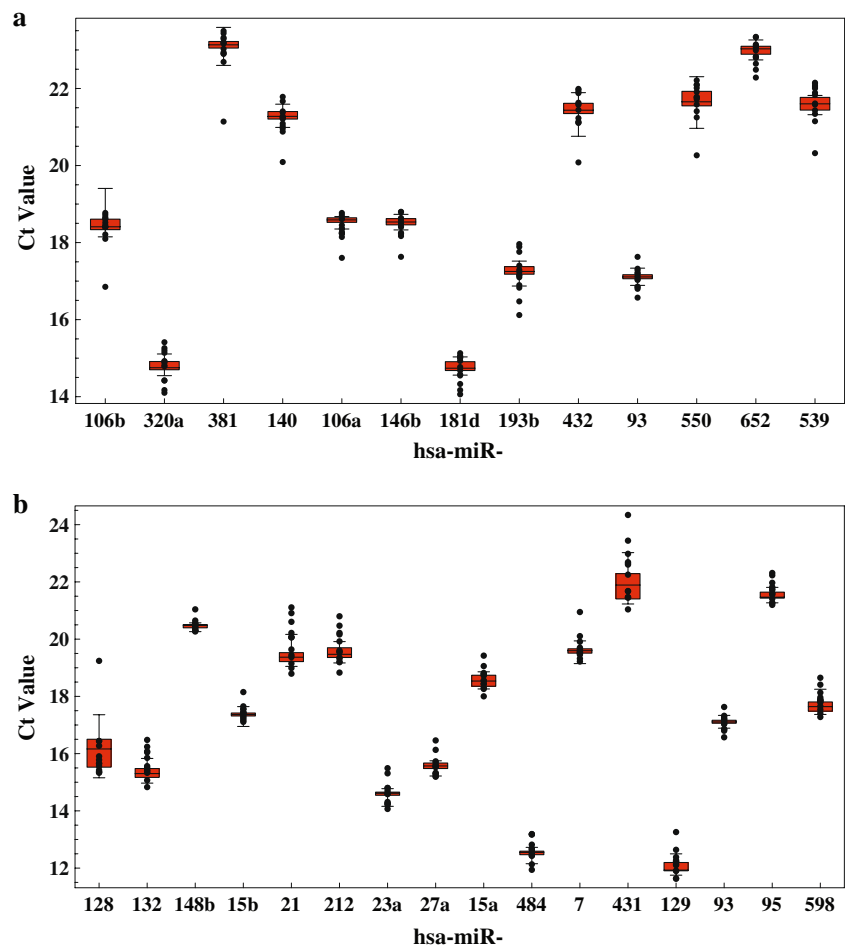 a
22
20
18
16
14
Ct Value
106b 320a 381 140 106a 146b 181d 193b 432 93 550 652 539
hsa-miR-
b
24
22
20
18
16
14
12
Ct Value
128 132 148b 15b 21 212 23a 27a 15a 484 7 431 129 93 95 598
hsa-miR-